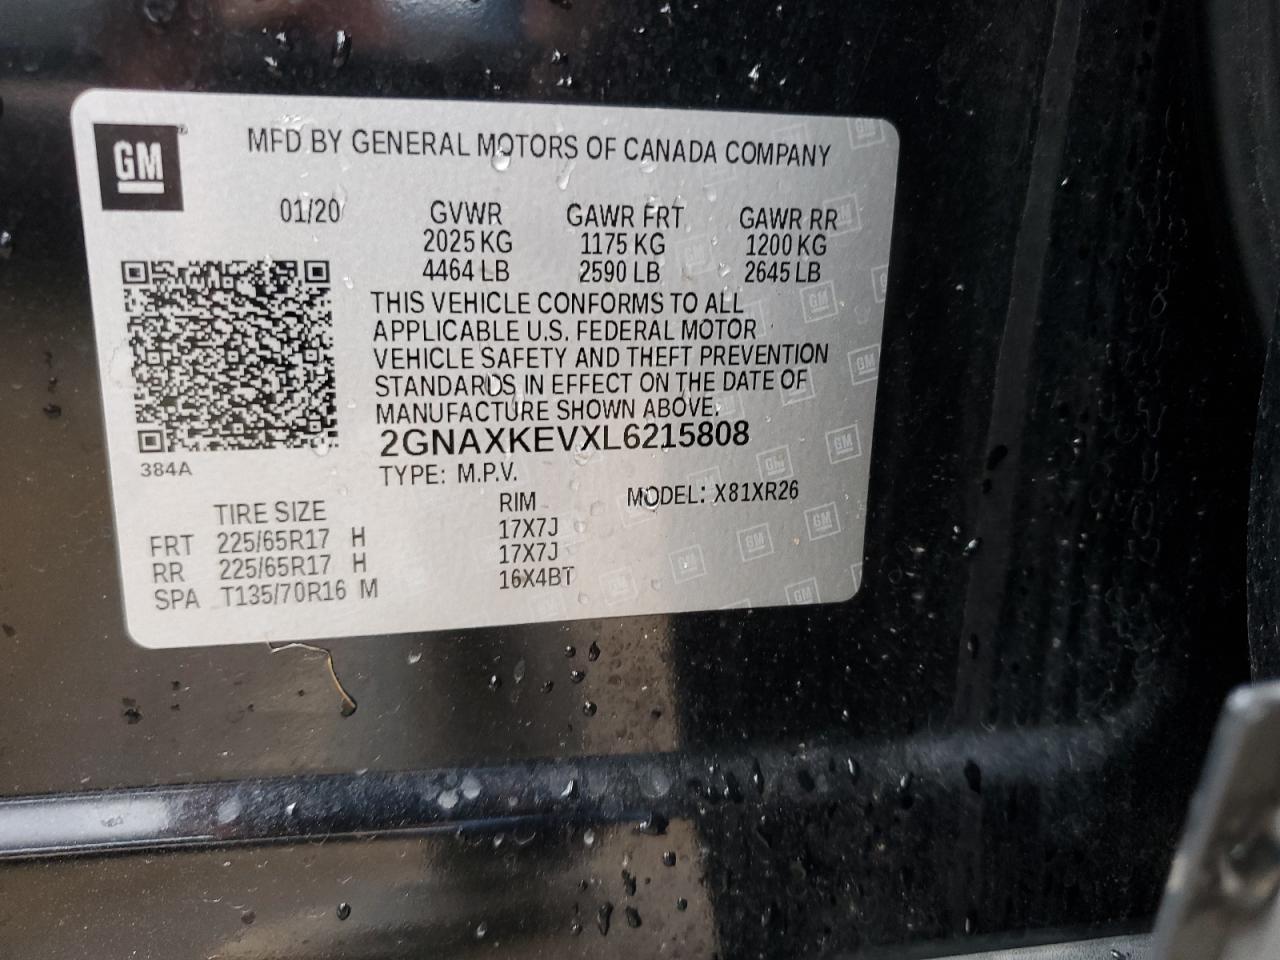 GM
MFD BY GENERAL MOTORS OF CANADA COMPANY
01/20 GVWR GAWR FRT GAWR RR
2025 KG 1175 KG 1200 KG
4464 LB 2590 LB 2645 LB
THIS VEHICLE CONFORMS TO ALL
APPLICABLE U.S. FEDERAL MOTOR
VEHICLE SAFETY AND THEFT PREVENTION
STANDARDS IN EFFECT ON THE DATE OF
MANUFACTURE SHOWN ABOVE.
2GNAXKEVXL6215808
384A
TYPE: M.P.V.
TIRE SIZE RIM MODEL: X81XR26
FRT 225/65R17 H 17X7J
RR 225/65R17 H 17X7J
SPA T135/70R16 M 16X4BT